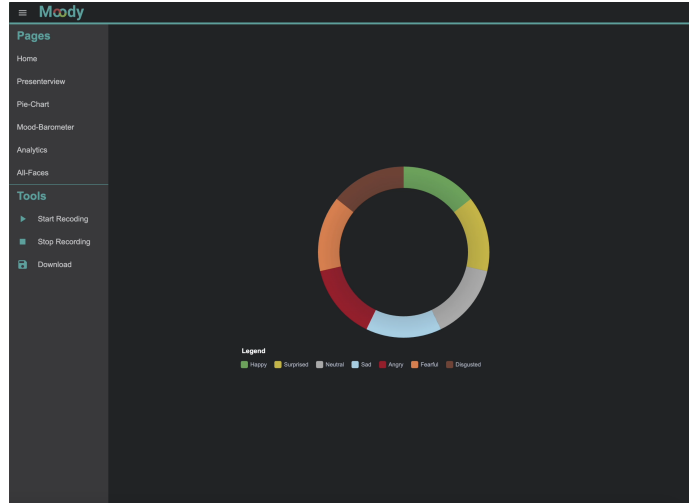 Moody
Pages
Home
Presenterview
Pie-Chart
Mood-Barometer
Analytics
All-Faces
Tools
Start Recoding
Stop Recording
Download
Legend
Happy Surprised Neutral Sad Angry Fearful Disgusted